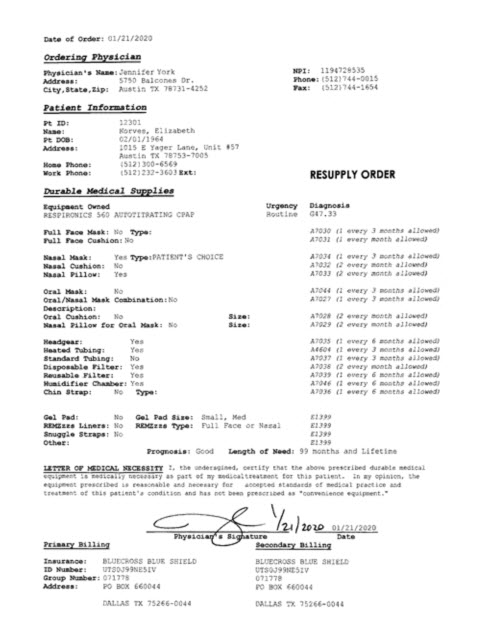 Date of Order: 01/21/2020
Ordering Physician
Physician's Name: Jennifer York NPI: 1194728535
Address: 5750 Balcones Dr. Phone: (512)744-0015
City,State,Zip: Austin TX 78731-4252 Fax: (512)744-1654
Patient Information
Pt ID: 12301
Name: Norves, Elizabeth
Pt DOB: 02/01/1964
Address: 1015 E Yager Lane, Unit #57
Austin TX 78753-7005
Home Phone: (512)300-6569
Work Phone: (512)232-3603 Ext:
RESUPPLY ORDER
Durable Medical Supplies
Equipment Owned Urgency Diagnosis
RESPIRONICS 560 AUTOTITRATING CPAP Routine G47.33
Full Face Mask: No Type: A7030 (1 every 3 months allowed)
Full Face Cushion: No A7031 (1 every month allowed)
Nasal Mask: Yes Type: PATIENT'S CHOICE A7034 (1 every 3 months allowed)
Nasal Cushion: No A7032 (2 every month allowed)
Nasal Pillow: Yes A7033 (2 every month allowed)
Oral Mask: No A7044 (1 every 3 months allowed)
Oral/Nasal Mask Combination: No A7027 (1 every 3 months allowed)
Description:
Oral Cushion: No Size: A7028 (2 every month allowed)
Nasal Pillow for Oral Mask: No Size: A7029 (2 every month allowed)
Headgear: Yes A7035 (1 every 6 months allowed)
Heated Tubing: Yes A4604 (1 every 3 months allowed)
Standard Tubing: No A7037 (1 every 3 months allowed)
Disposable Filter: Yes A7038 (2 every month allowed)
Reusable Filter: Yes A7039 (1 every 6 months allowed)
Humidifier Chamber: Yes A7046 (1 every 6 months allowed)
Chin Strap: No Type: A7036 (1 every 6 months allowed)
Gel Pad: No Gel Pad Size: Small, Med E1399
REMZzzs Liners: No REMZzzs Type: Full Face or Nasal E1399
Snuggle Straps: No E1399
Other: E1399
Prognosis: Good Length of Need: 99 months and Lifetime
LETTER OF MEDICAL NECESSITY I, the undersigned, certify that the above prescribed durable medical
equipment is medically necessary as part of my medicaltreatment for this patient. In my opinion, the
equipment prescribed is reasonable and necessary for accepted standards of medical practice and
treatment of this patient's condition and has not been prescribed as "convenience equipment."
1/21/2020 01/21/2020
Physician's Signature Date
Primary Billing Secondary Billing
Insurance: BLUECROSS BLUE SHIELD BLUECROSS BLUE SHIELD
ID Number: UTS0J99NE5IV UTS0J99NE5IV
Group Number: 071778 071778
Address: PO BOX 660044 PO BOX 660044
DALLAS TX 75266-0044 DALLAS TX 75266-0044